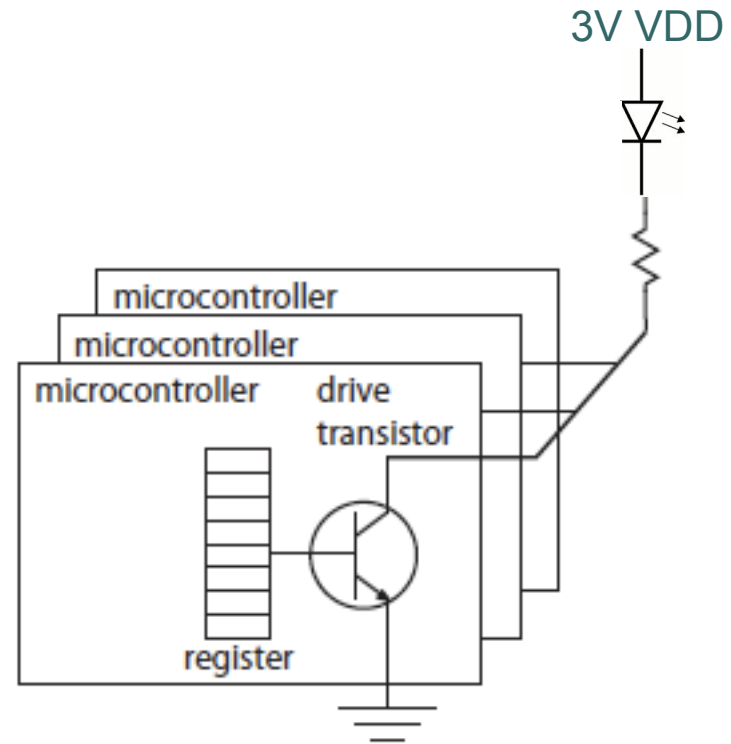 3V VDD
microcontroller
microcontroller
microcontroller drive
transistor
register